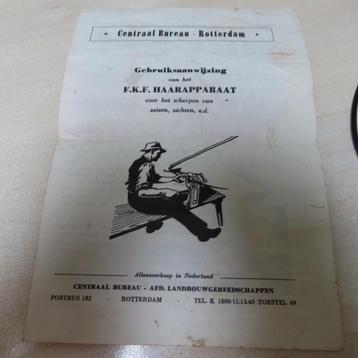 Centraal Bureau - Rotterdam
Gebruiksaanwijzing
van het
F.K.F. HAARAPPARAAT
voor het scherpen van
zeisen, zichten, e.d.
Alleenverkoop in Nederland
CENTRAAL BUREAU - AFD. LANDBOUWGEREEDSCHAPPEN
POSTBUS 182 - ROTTERDAM - TEL. K 1800-11.13.60 TOESTEL 69